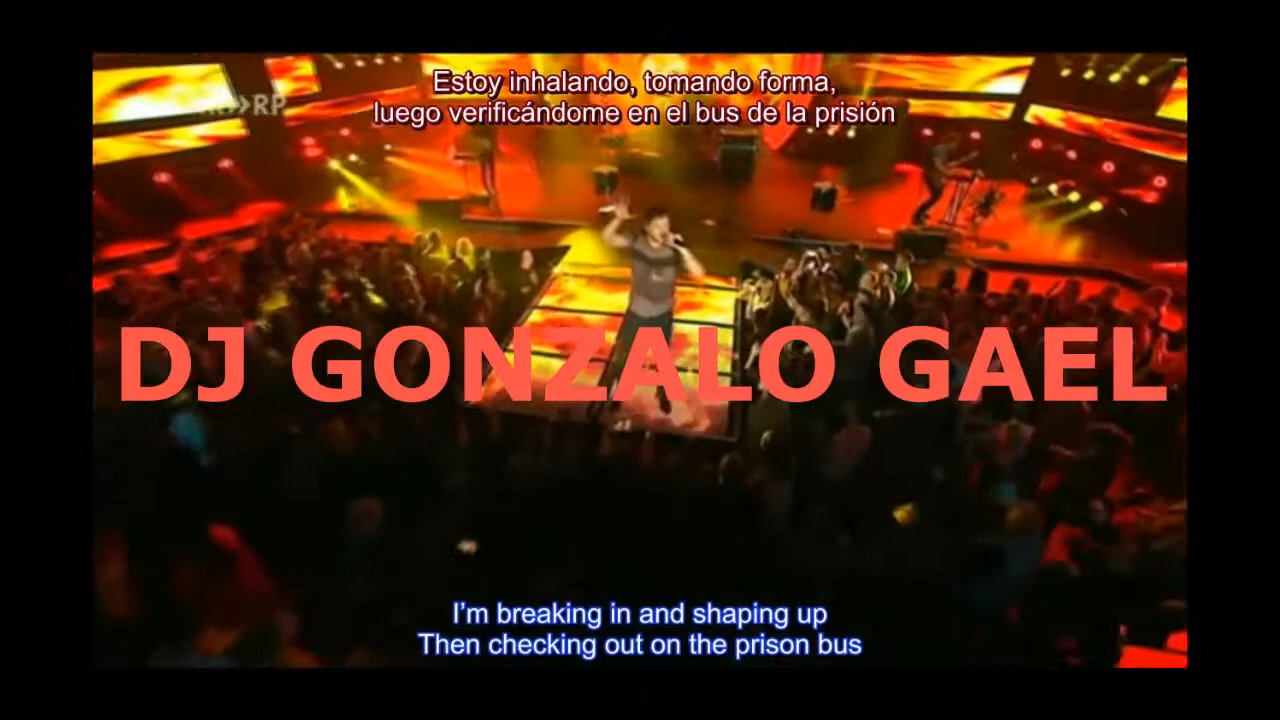 Estoy inhalando, tomando forma,
luego verificándome en el bus de la prisión
RP
DJ GONZALO GAEL
I'm breaking in and shaping up
Then checking out on the prison bus